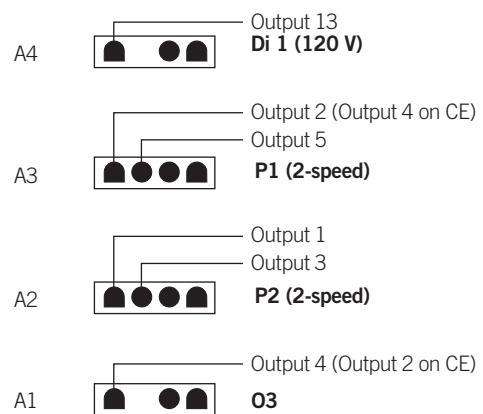 Output 13
A4 Di 1 (120 V)
Output 2 (Output 4 on CE)
Output 5
A3 P1 (2-speed)
Output 1
Output 3
A2 P2 (2-speed)
Output 4 (Output 2 on CE)
A1 O3